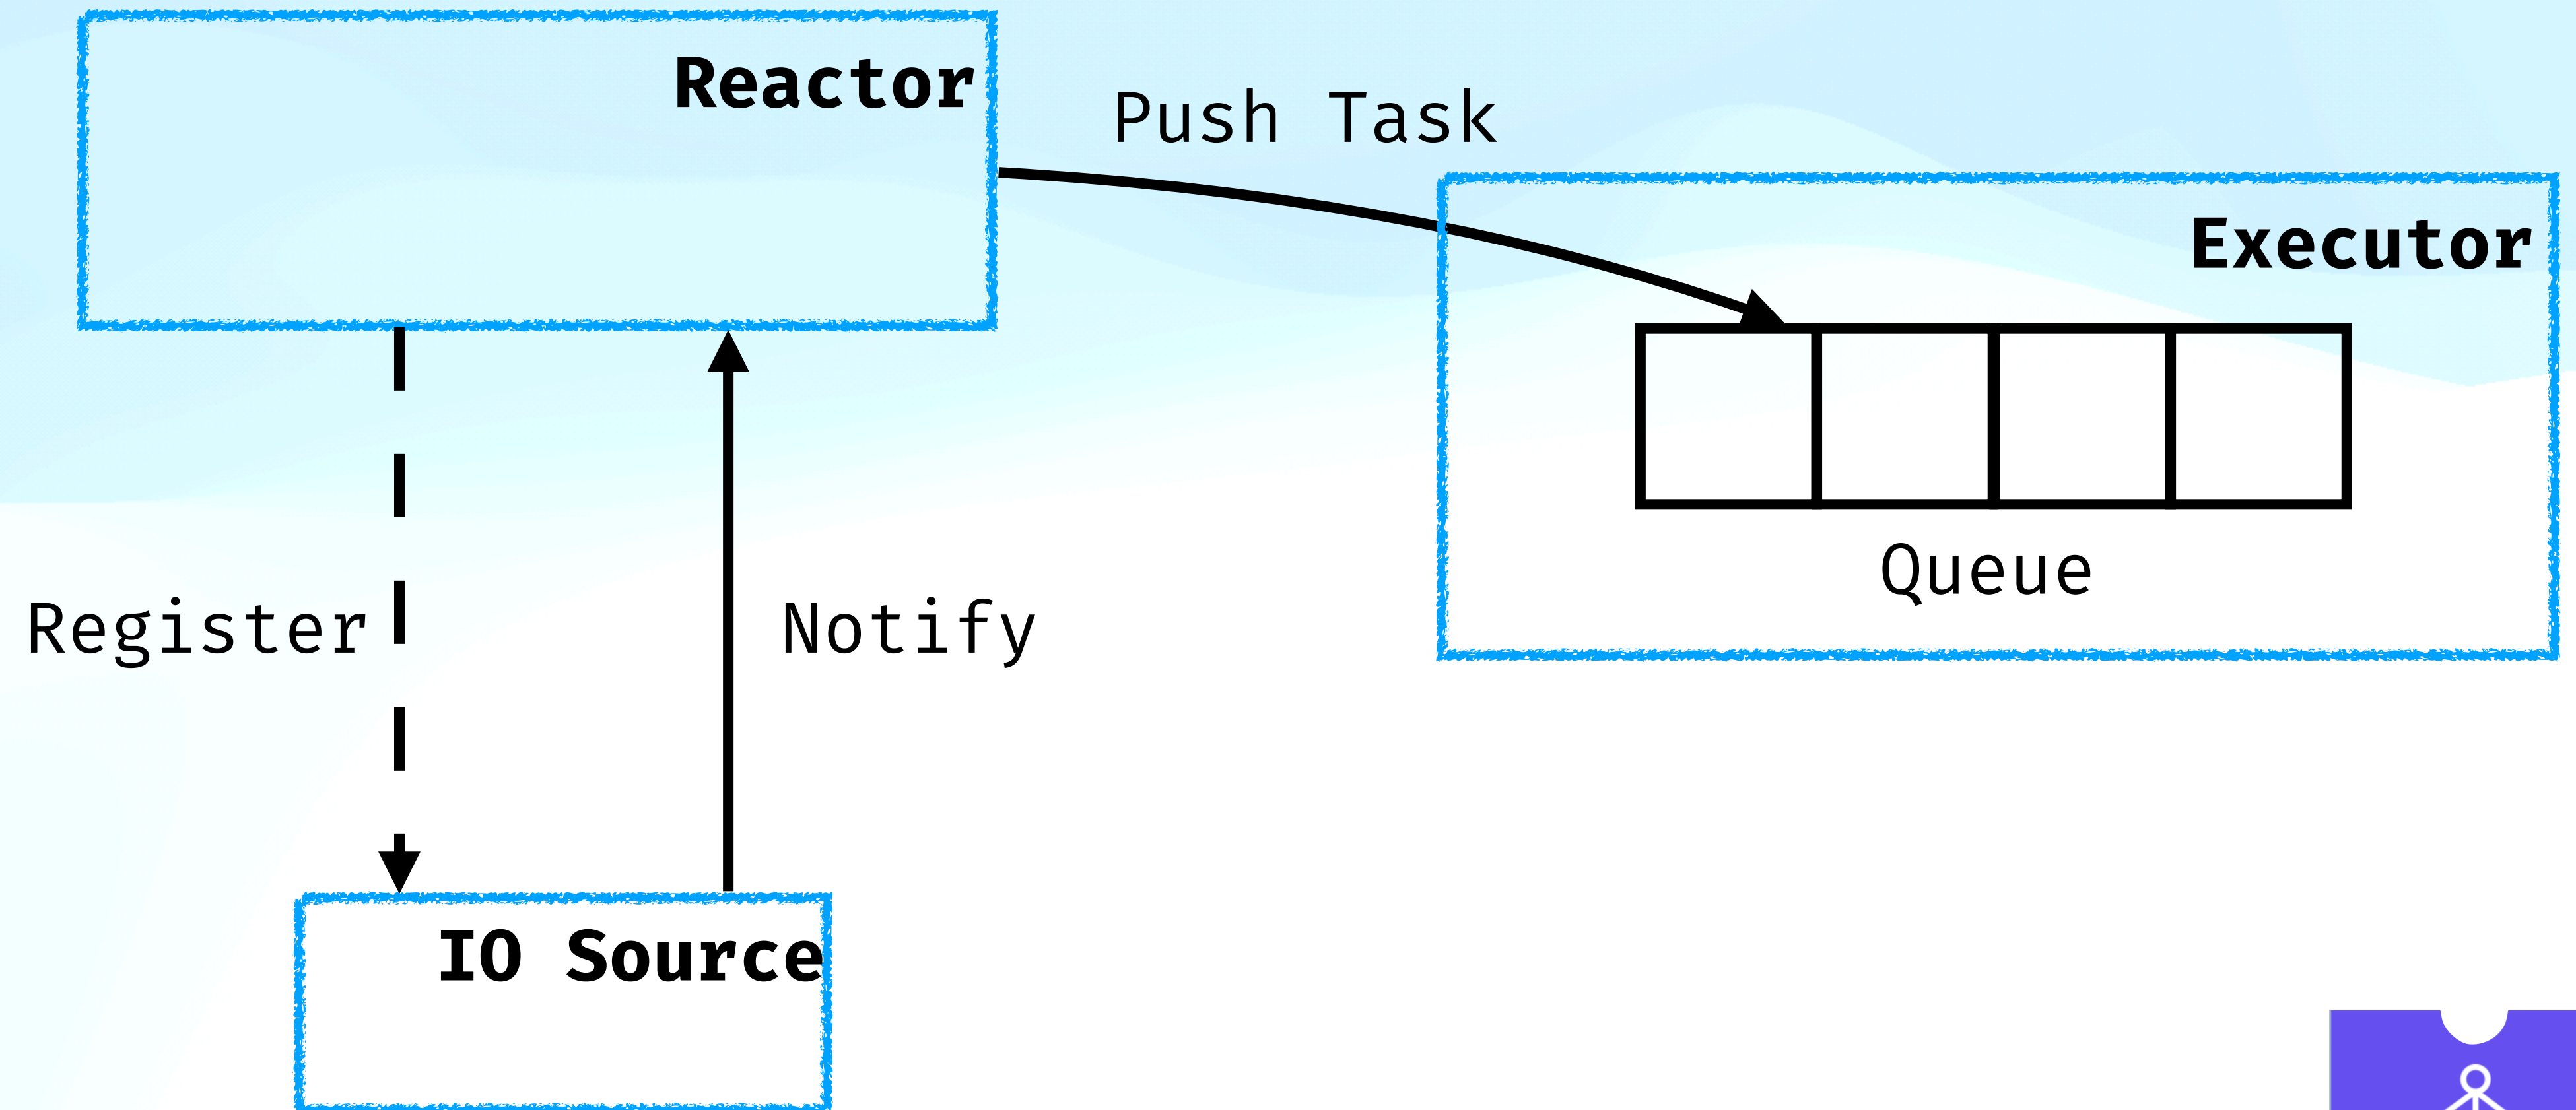 Reactor
Push Task
Executor
Queue
Register
Notify
IO Source